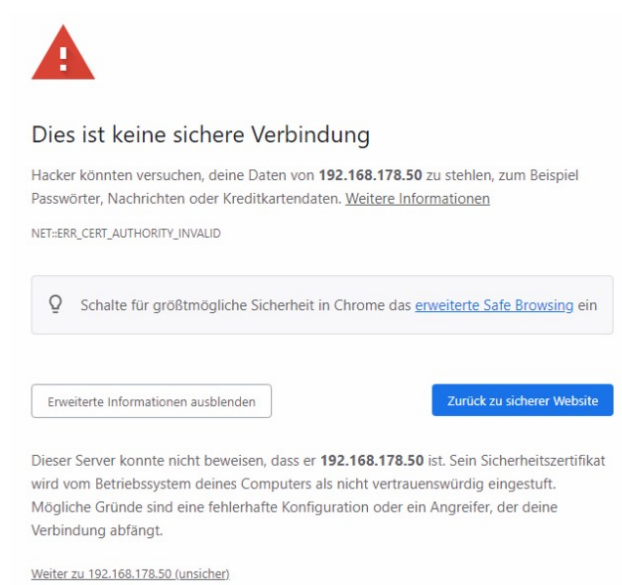 Dies ist keine sichere Verbindung
Hacker könnten versuchen, deine Daten von 192.168.178.50 zu stehlen, zum Beispiel
Passwörter, Nachrichten oder Kreditkartendaten. Weitere Informationen
NET::ERR_CERT_AUTHORITY_INVALID
Schalte für größtmögliche Sicherheit in Chrome das erweiterte Safe Browsing ein
Erweiterte Informationen ausblenden
Zurück zu sicherer Website
Dieser Server konnte nicht beweisen, dass er 192.168.178.50 ist. Sein Sicherheitszertifikat
wird vom Betriebssystem deines Computers als nicht vertrauenswürdig eingestuft.
Mögliche Gründe sind eine fehlerhafte Konfiguration oder ein Angreifer, der deine
Verbindung abfängt.
Weiter zu 192.168.178.50 (unsicher)